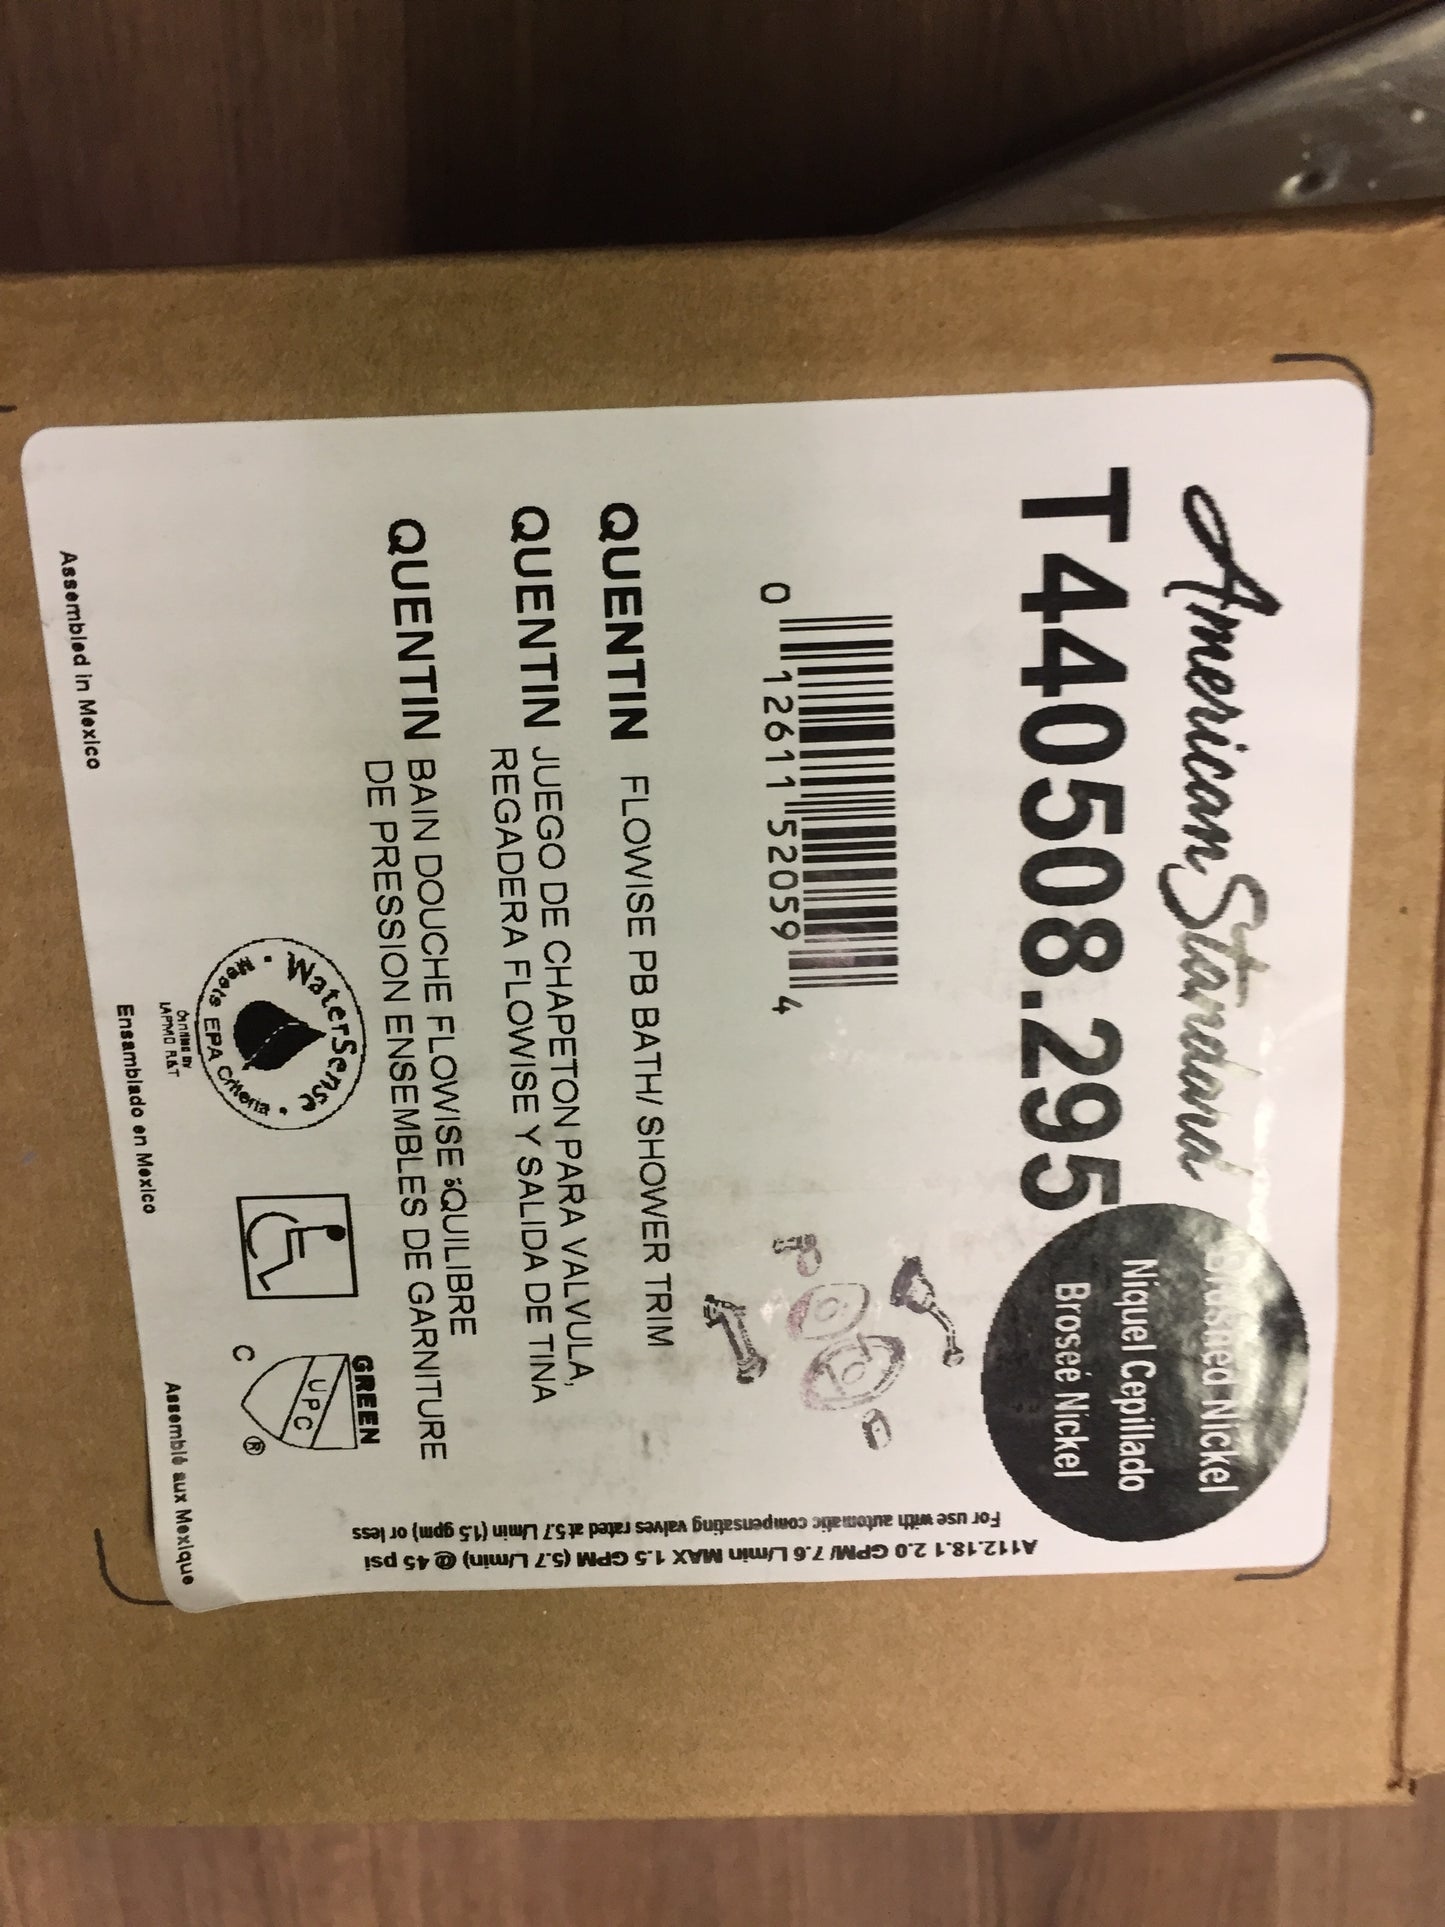 American Standard
T440508.295
Brushed Nickel
Niquel Cepillado
Broseé Nickel
0 12611 52059 4
QUENTIN FLOWISE PB BATH/ SHOWER TRIM
QUENTIN JUEGO DE CHAPETON PARA VALVULA,
REGADERA FLOWISE Y SALIDA DE TINA
QUENTIN BAIN DOUCHE FLOWISE éQUILIBRE
DE PRESSION ENSEMBLES DE GARNITURE
WaterSense
Meets EPA Criteria
Certified by
IAPMO R&T
GREEN
UPC
C ®
Assembled in Mexico
Ensamblado en Mexico
Assemblé aux Mexique
A112.18.1 2.0 GPM/ 7.6 L/min MAX 1.5 GPM (5.7 L/min) @ 45 psi
For use with automatic compensating valves rated at 5.7 L/min (1.5 gpm) or less